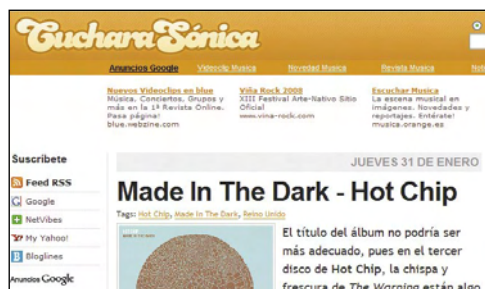 Cuchara Sónica
Anuncios Google Videoclip Musica Novedad Musica Revista Musica
Nuevos Videoclips en blue
Música, Conciertos, Grupos y
más en la 1ª Revista Online.
Pasa página!
blue.webzine.com
Viña Rock 2008
XIII Festival Arte-Nativo Sitio
Oficial
www.vina-rock.com
Escuchar Musica
La escena musical en
imágenes. Novedades y
reportajes. Entérate!
musica.orange.es
Suscríbete
Feed RSS
Google
NetVibes
My Yahoo!
Bloglines
Anuncios Google
JUEVES 31 DE ENERO
Made In The Dark - Hot Chip
Tags: Hot Chip, Made In The Dark, Reino Unido
El título del álbum no podría ser
más adecuado, pues en el tercer
disco de Hot Chip, la chispa y
frescura de The Warning están algo